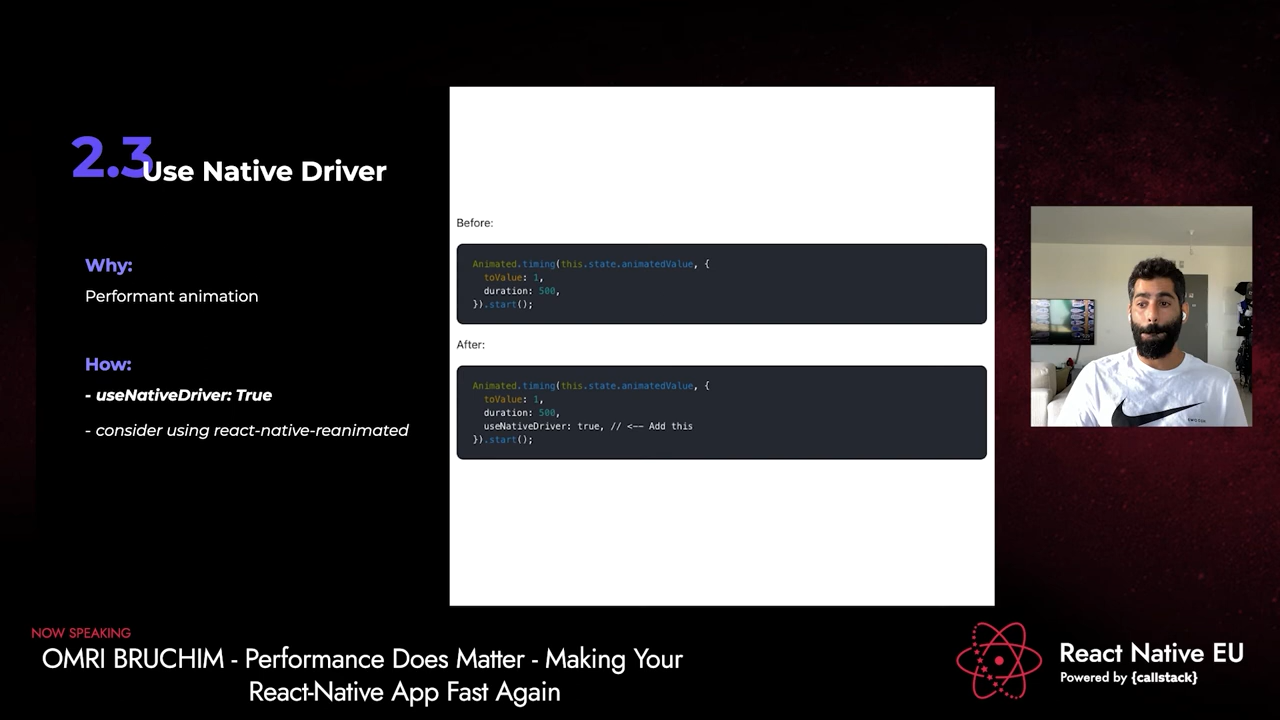 2.3 Use Native Driver
Why:
Performant animation
How:
- useNativeDriver: True
- consider using react-native-reanimated
Before:
Animated.timing(this.state.animatedValue, {
  toValue: 1,
  duration: 500,
}).start();
After:
Animated.timing(this.state.animatedValue, {
  toValue: 1,
  duration: 500,
  useNativeDriver: true, // <-- Add this
}).start();
NOW SPEAKING
OMRI BRUCHIM - Performance Does Matter - Making Your
React-Native App Fast Again
React Native EU
Powered by {callstack}